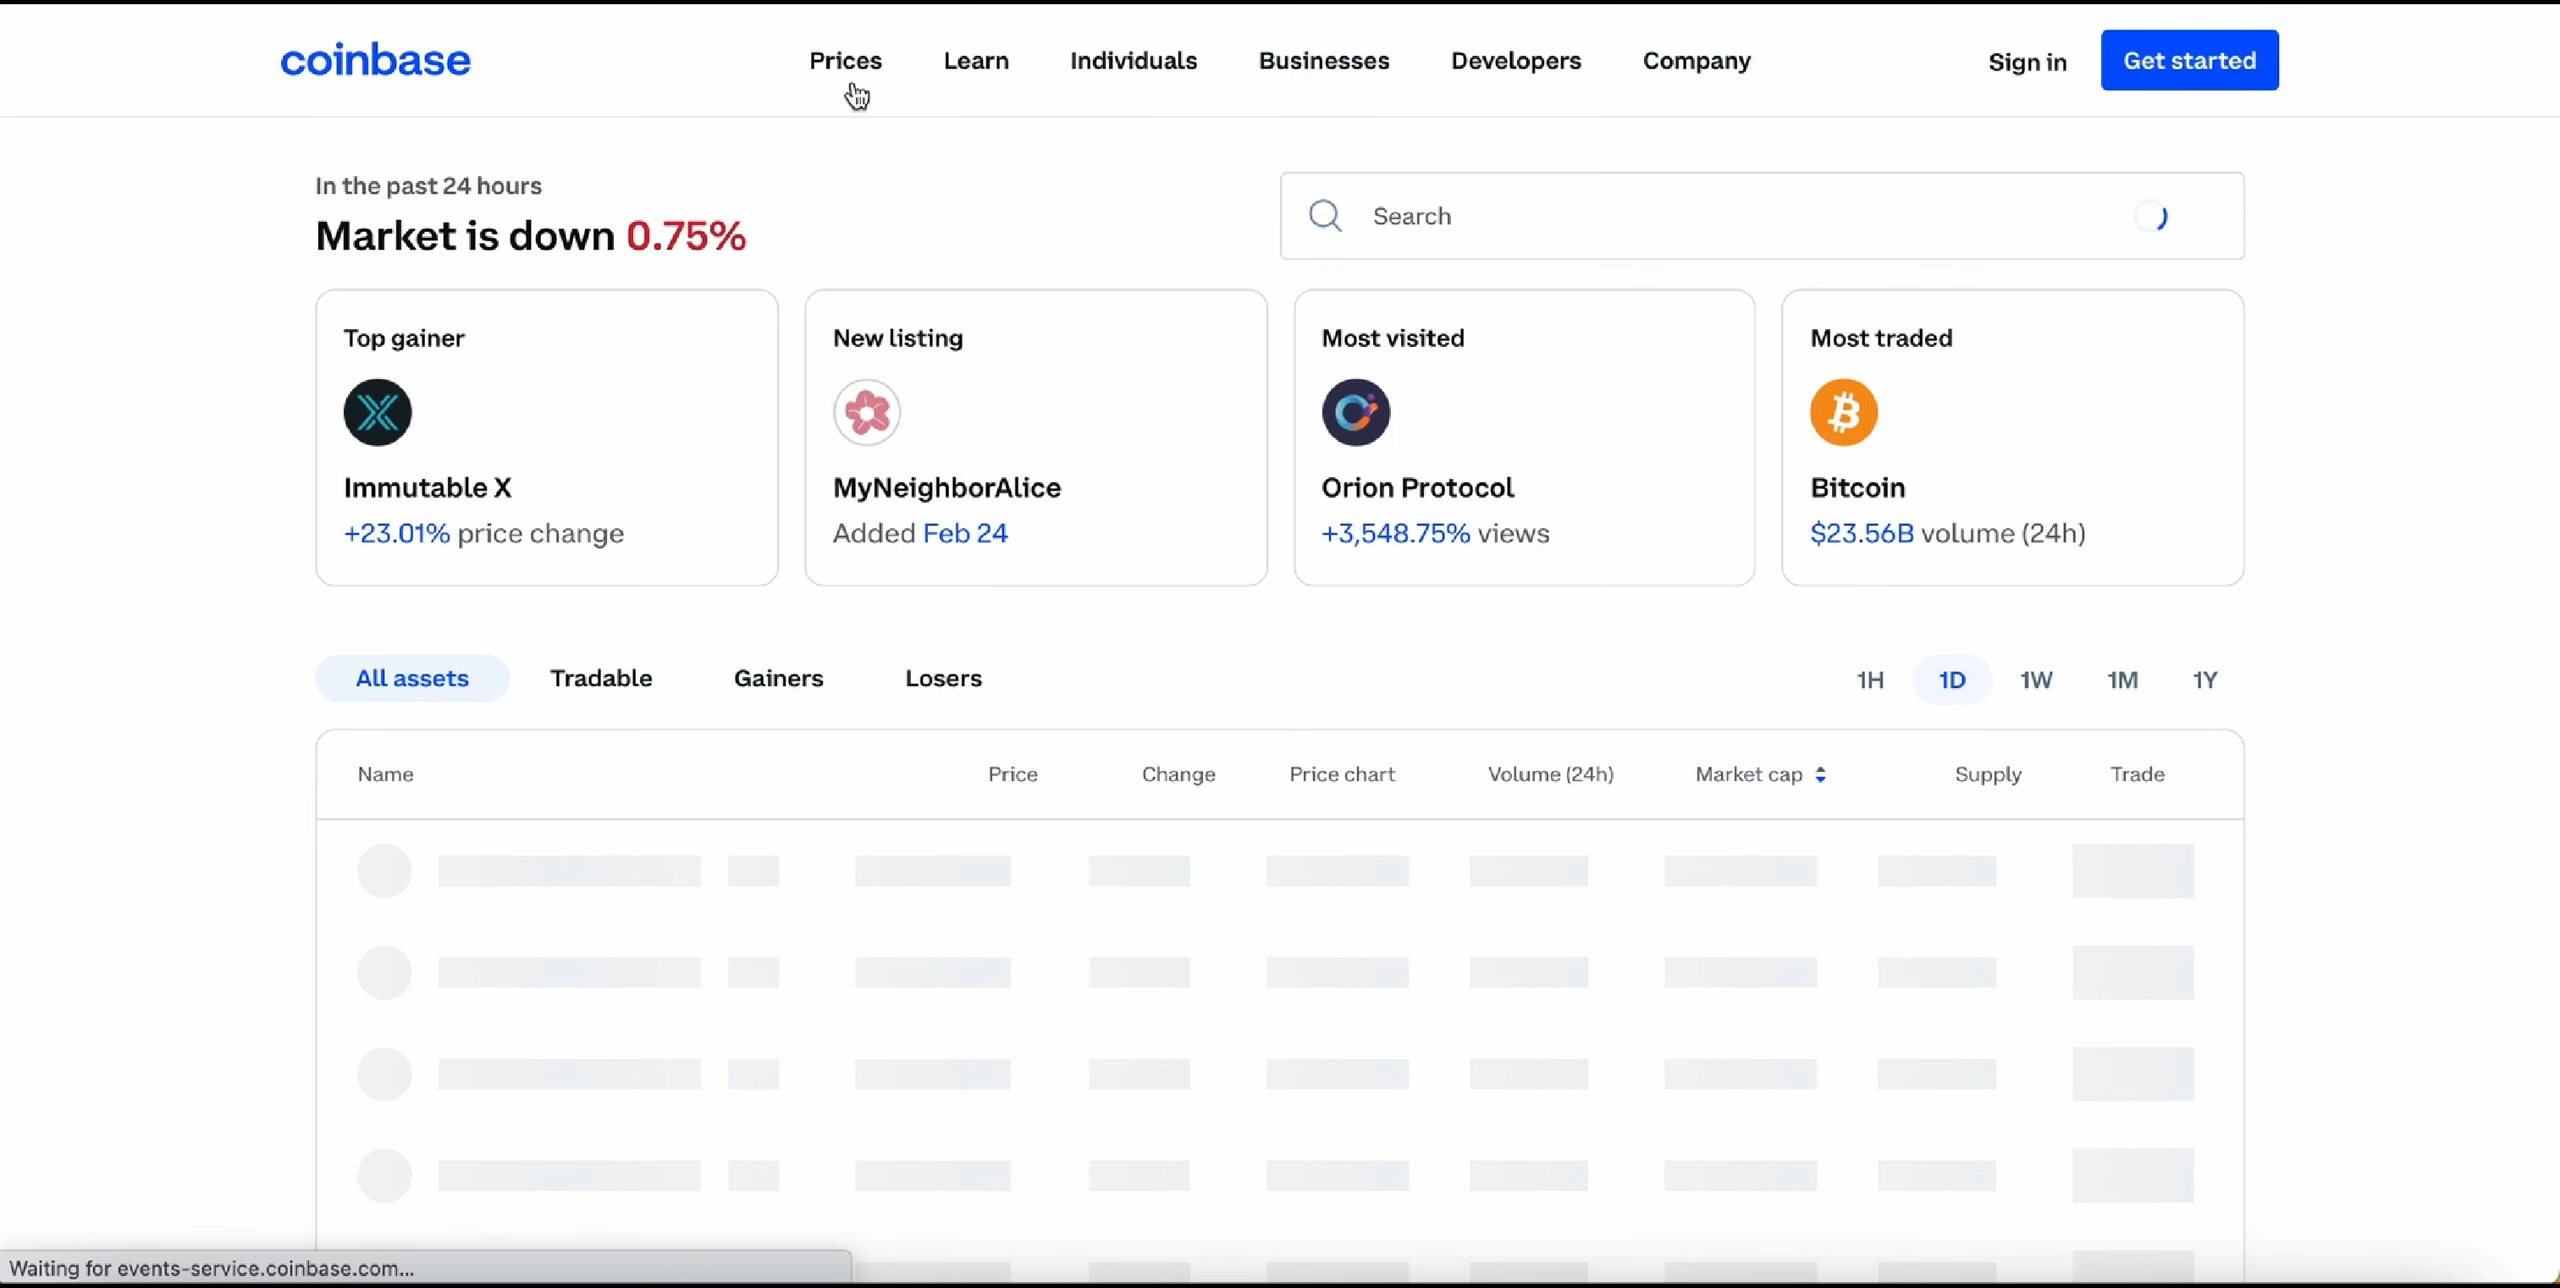 coinbase
Prices Learn Individuals Businesses Developers Company
Sign in Get started
In the past 24 hours
Market is down 0.75%
Search
Top gainer
Immutable X
+23.01% price change
New listing
MyNeighborAlice
Added Feb 24
Most visited
Orion Protocol
+3,548.75% views
Most traded
Bitcoin
$23.56B volume (24h)
All assets Tradable Gainers Losers
1H 1D 1W 1M 1Y
Name Price Change Price chart Volume (24h) Market cap Supply Trade
Waiting for events-service.coinbase.com...